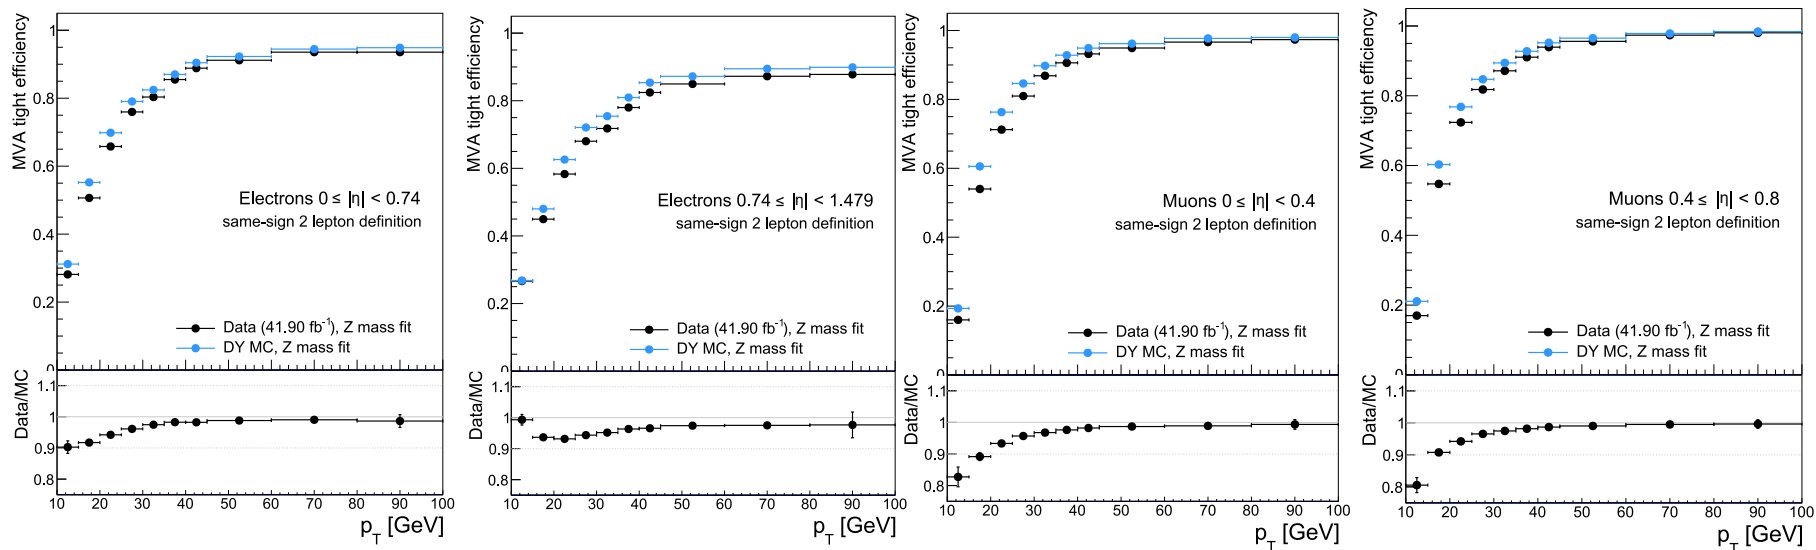 MVA tight efficiency
1
0.8
0.6
0.4
0.2
0
Electrons 0 ≤ |η| < 0.74
same-sign 2 lepton definition
Data (41.90 fb⁻¹), Z mass fit
DY MC, Z mass fit
Data/MC
1.1
1
0.9
0.8
10 20 30 40 50 60 70 80 90 100
p_T [GeV]
MVA tight efficiency
1
0.8
0.6
0.4
0.2
0
Electrons 0.74 ≤ |η| < 1.479
same-sign 2 lepton definition
Data (41.90 fb⁻¹), Z mass fit
DY MC, Z mass fit
Data/MC
1.1
1
0.9
0.8
10 20 30 40 50 60 70 80 90 100
p_T [GeV]
MVA tight efficiency
1
0.8
0.6
0.4
0.2
0
Muons 0 ≤ |η| < 0.4
same-sign 2 lepton definition
Data (41.90 fb⁻¹), Z mass fit
DY MC, Z mass fit
Data/MC
1.1
1
0.9
0.8
10 20 30 40 50 60 70 80 90 100
p_T [GeV]
MVA tight efficiency
1
0.8
0.6
0.4
0.2
0
Muons 0.4 ≤ |η| < 0.8
same-sign 2 lepton definition
Data (41.90 fb⁻¹), Z mass fit
DY MC, Z mass fit
Data/MC
1.1
1
0.9
0.8
10 20 30 40 50 60 70 80 90 100
p_T [GeV]